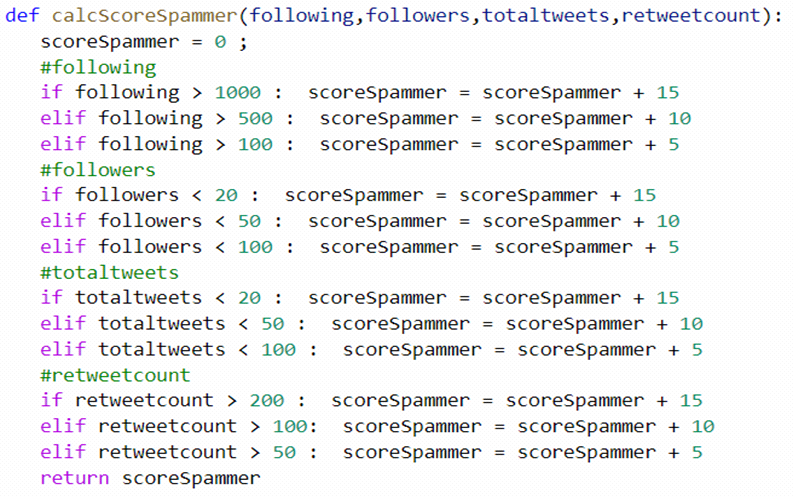 def calcScoreSpammer(following,followers,totaltweets,retweetcount):
scoreSpammer = 0 ;
#following
if following > 1000 :  scoreSpammer = scoreSpammer + 15
elif following > 500 :  scoreSpammer = scoreSpammer + 10
elif following > 100 :  scoreSpammer = scoreSpammer + 5
#followers
if followers < 20 :  scoreSpammer = scoreSpammer + 15
elif followers < 50 :  scoreSpammer = scoreSpammer + 10
elif followers < 100 :  scoreSpammer = scoreSpammer + 5
#totaltweets
if totaltweets < 20 :  scoreSpammer = scoreSpammer + 15
elif totaltweets < 50 :  scoreSpammer = scoreSpammer + 10
elif totaltweets < 100 :  scoreSpammer = scoreSpammer + 5
#retweetcount
if retweetcount > 200 :  scoreSpammer = scoreSpammer + 15
elif retweetcount > 100:  scoreSpammer = scoreSpammer + 10
elif retweetcount > 50 :  scoreSpammer = scoreSpammer + 5
return scoreSpammer